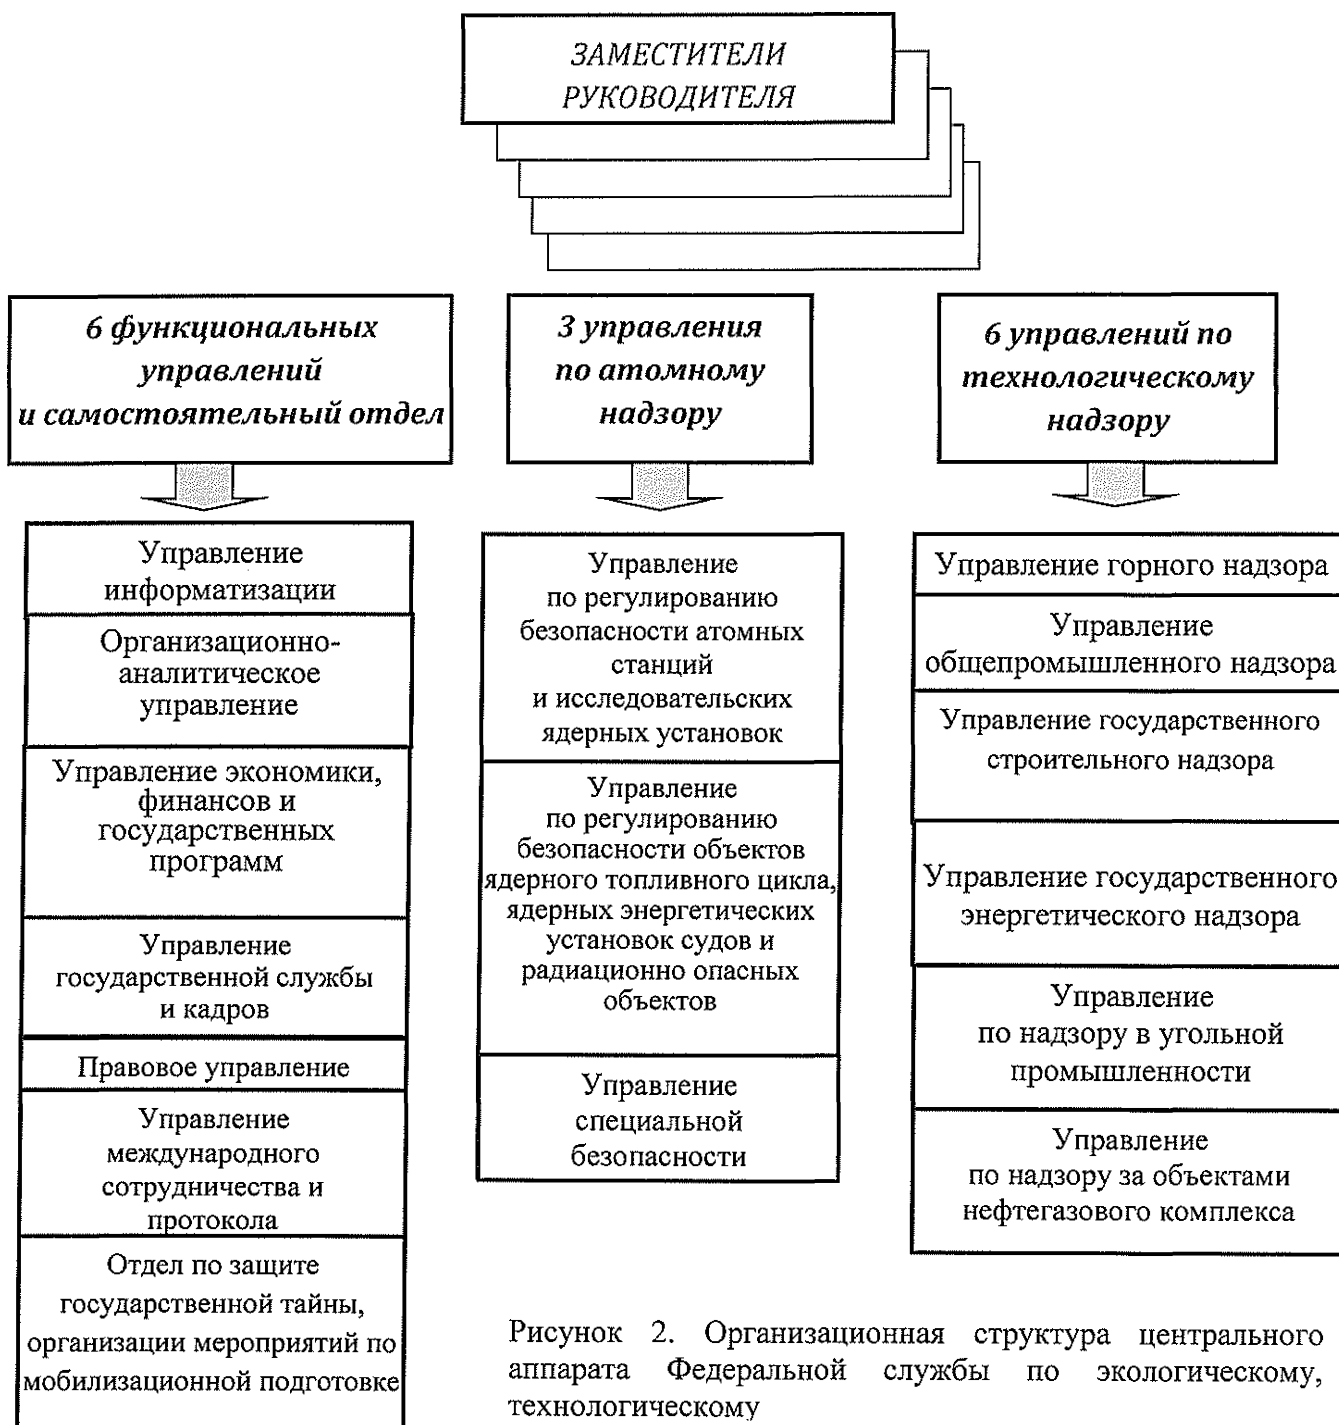 ЗАМЕСТИТЕЛИ
РУКОВОДИТЕЛЯ
6 функциональных
управлений
и самостоятельный отдел
Управление
информатизации
Организационно-
аналитическое
управление
Управление экономики,
финансов и
государственных
программ
Управление
государственной службы
и кадров
Правовое управление
Управление
международного
сотрудничества и
протокола
Отдел по защите
государственной тайны,
организации мероприятий по
мобилизационной подготовке
3 управления
по атомному
надзору
Управление
по регулированию
безопасности атомных
станций
и исследовательских
ядерных установок
Управление
по регулированию
безопасности объектов
ядерного топливного цикла,
ядерных энергетических
установок судов и
радиационно опасных
объектов
Управление
специальной
безопасности
6 управлений по
технологическому
надзору
Управление горного надзора
Управление
общепромышленного надзора
Управление государственного
строительного надзора
Управление государственного
энергетического надзора
Управление
по надзору в угольной
промышленности
Управление
по надзору за объектами
нефтегазового комплекса
Рисунок 2. Организационная структура центрального
аппарата Федеральной службы по экологическому,
технологическому